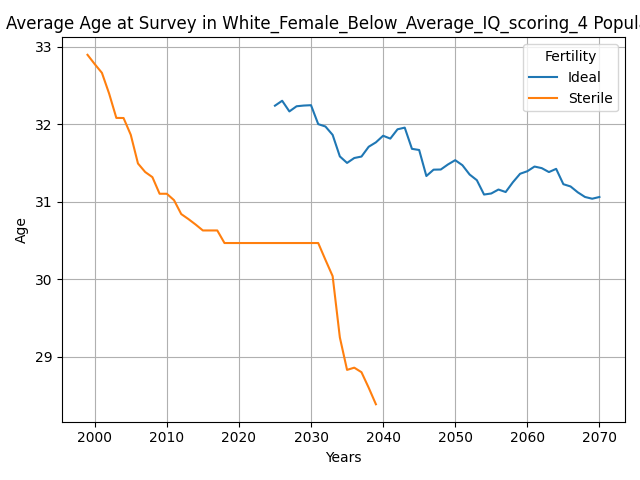 Average Age at Survey in White_Female_Below_Average_IQ_scoring_4 Popul
33
32
31
30
29
Age
Fertility
Ideal
Sterile
2000 2010 2020 2030 2040 2050 2060 2070
Years